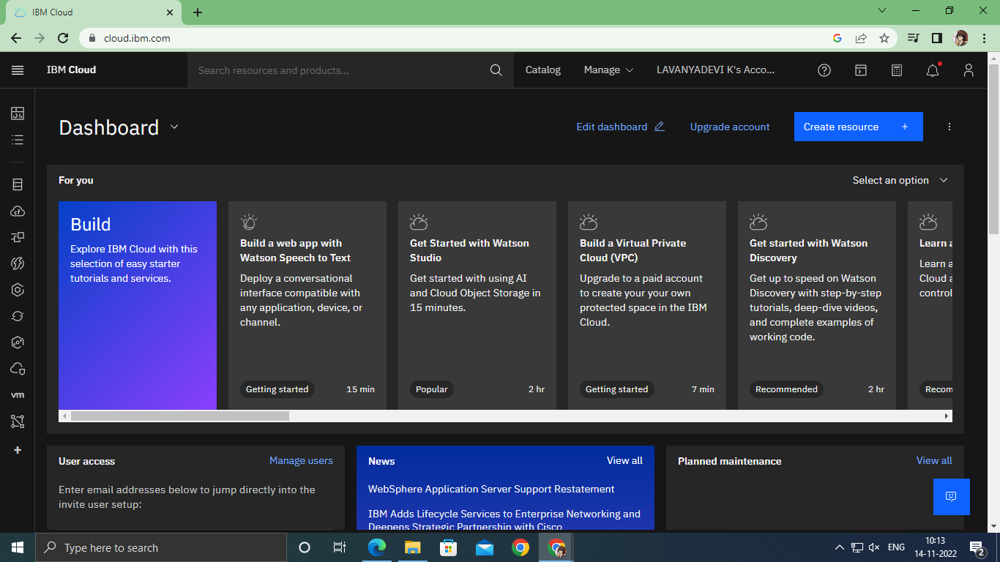 IBM Cloud
cloud.ibm.com
IBM Cloud
Search resources and products...
Catalog
Manage
LAVANYADEVI K's Acco...
Dashboard
Edit dashboard
Upgrade account
Create resource +
For you
Select an option
Build
Explore IBM Cloud with this
selection of easy starter
tutorials and services.
Build a web app with
Watson Speech to Text
Deploy a conversational
interface compatible with
any application, device, or
channel.
Getting started 15 min
Get Started with Watson
Studio
Get started with using AI
and Cloud Object Storage in
15 minutes.
Popular 2 hr
Build a Virtual Private
Cloud (VPC)
Upgrade to a paid account
to create your your own
protected space in the IBM
Cloud.
Getting started 7 min
Get started with Watson
Discovery
Get up to speed on Watson
Discovery with step-by-step
tutorials, deep-dive videos,
and complete examples of
working code.
Recommended 2 hr
Learn a
Learn a
Cloud a
control
Recom
cf
vm
User access
Manage users
Enter email addresses below to jump directly into the
invite user setup:
News
View all
WebSphere Application Server Support Restatement
IBM Adds Lifecycle Services to Enterprise Networking and
Deepens Strategic Partnership with Cisco
Planned maintenance
View all
Type here to search
ENG
10:13
14-11-2022
2